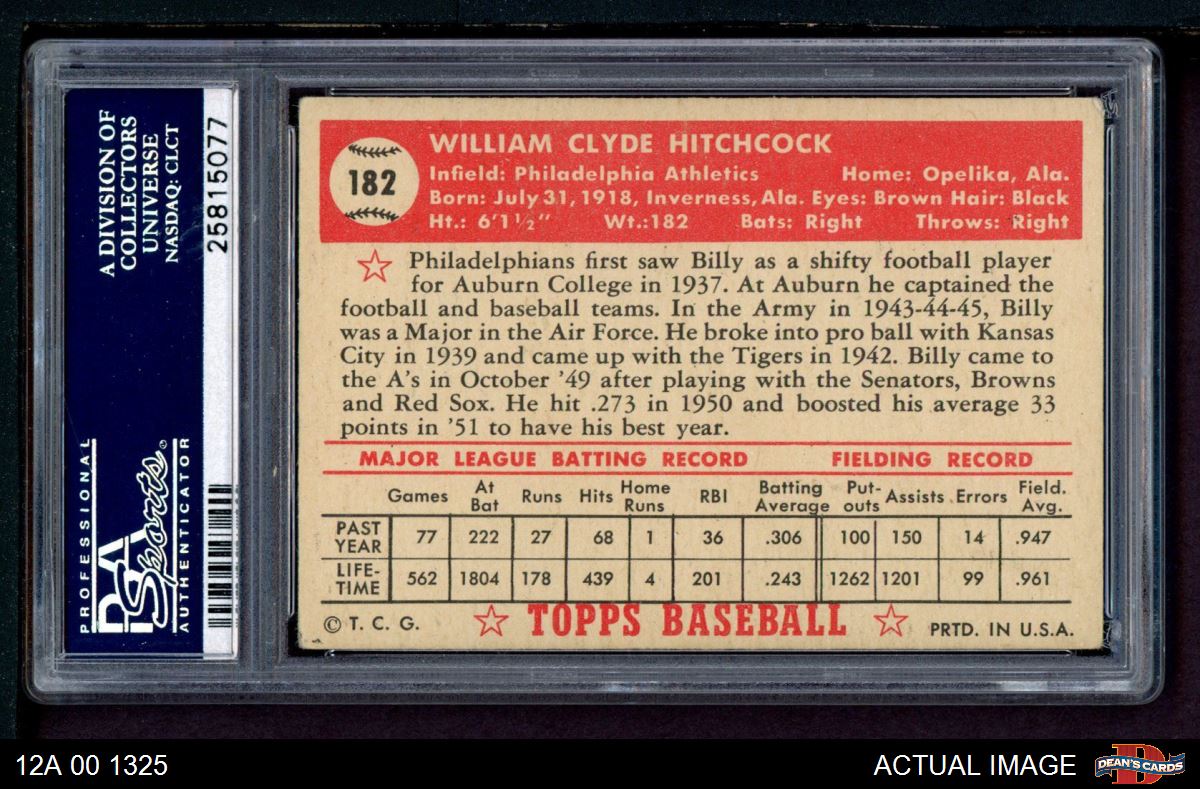 A DIVISION OF
COLLECTORS
UNIVERSE
NASDAQ: CLCT
25815077
PROFESSIONAL
PSA
Sports
AUTHENTICATOR
182
WILLIAM CLYDE HITCHCOCK
Infield: Philadelphia Athletics Home: Opelika, Ala.
Born: July 31, 1918, Inverness, Ala. Eyes: Brown Hair: Black
Ht.: 6'1½" Wt.:182 Bats: Right Throws: Right
Philadelphians first saw Billy as a shifty football player
for Auburn College in 1937. At Auburn he captained the
football and baseball teams. In the Army in 1943-44-45, Billy
was a Major in the Air Force. He broke into pro ball with Kansas
City in 1939 and came up with the Tigers in 1942. Billy came to
the A's in October '49 after playing with the Senators, Browns
and Red Sox. He hit .273 in 1950 and boosted his average 33
points in '51 to have his best year.
MAJOR LEAGUE BATTING RECORD FIELDING RECORD
Games At Bat Runs Hits Home Runs RBI Batting Average Put-outs Assists Errors Field. Avg.
PAST YEAR 77 222 27 68 1 36 .306 100 150 14 .947
LIFE-TIME 562 1804 178 439 4 201 .243 1262 1201 99 .961
© T. C. G. TOPPS BASEBALL PRTD. IN U.S.A.
12A 00 1325 ACTUAL IMAGE DEAN'S CARDS